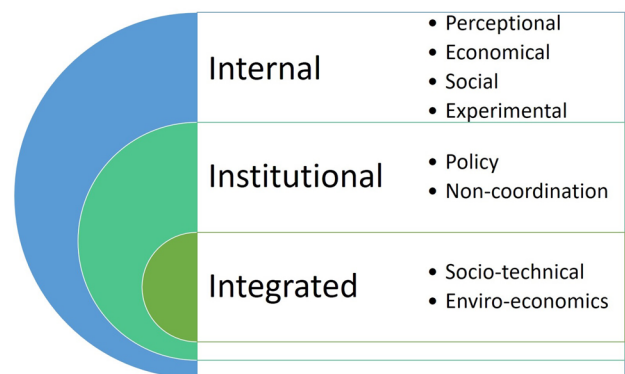 Internal
• Perceptional
• Economical
• Social
• Experimental
Institutional
• Policy
• Non-coordination
Integrated
• Socio-technical
• Enviro-economics